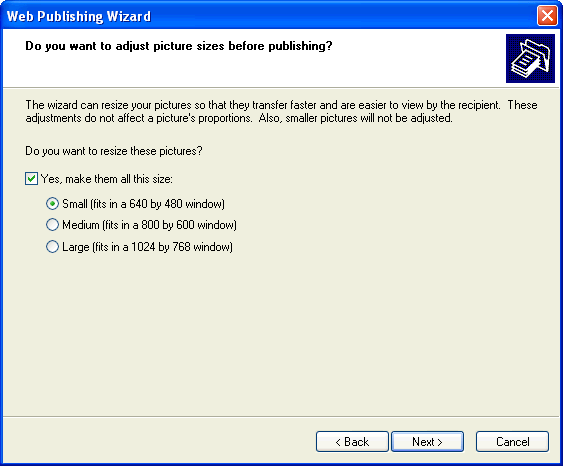 Web Publishing Wizard
Do you want to adjust picture sizes before publishing?
The wizard can resize your pictures so that they transfer faster and are easier to view by the recipient. These
adjustments do not affect a picture's proportions. Also, smaller pictures will not be adjusted.
Do you want to resize these pictures?
Yes, make them all this size:
Small (fits in a 640 by 480 window)
Medium (fits in a 800 by 600 window)
Large (fits in a 1024 by 768 window)
< Back Next > Cancel